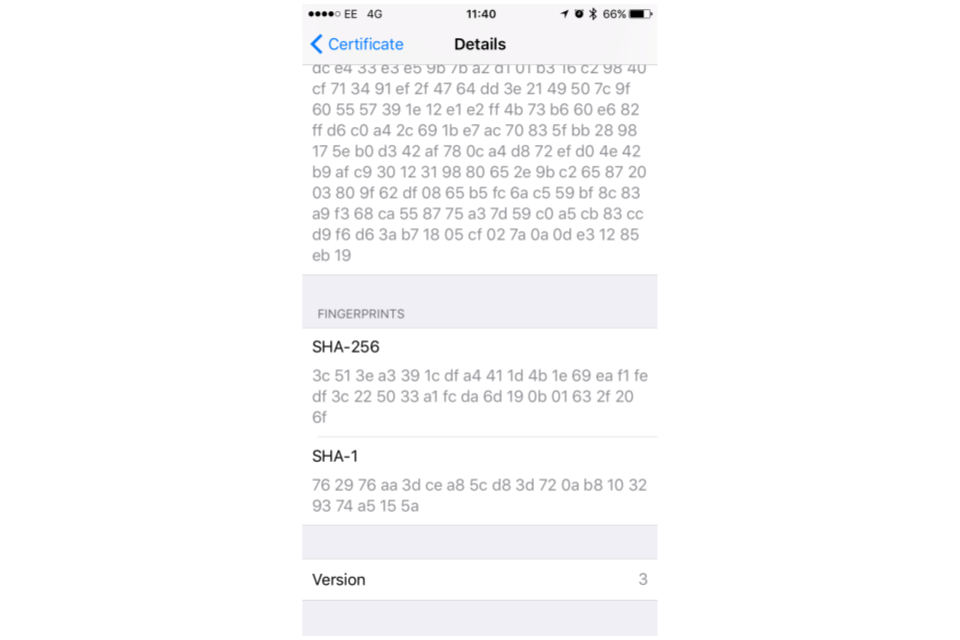 EE 4G 11:40 66%
Certificate Details
dc e4 33 e3 e5 9b 7b a2 d1 01 b3 16 c2 98 40
cf 71 34 91 ef 2f 47 64 dd 3e 21 49 50 7c 9f
60 55 57 39 1e 12 e1 e2 ff 4b 73 b6 60 e6 82
ff d6 c0 a4 2c 69 1b e7 ac 70 83 5f bb 28 98
17 5e b0 d3 42 af 78 0c a4 d8 72 ef d0 4e 42
b9 af c9 30 12 31 98 80 65 2e 9b c2 65 87 20
03 80 9f 62 df 08 65 b5 fc 6a c5 59 bf 8c 83
a9 f3 68 ca 55 87 75 a3 7d 59 c0 a5 cb 83 cc
d9 f6 d6 3a b7 18 05 cf 02 7a 0a 0d e3 12 85
eb 19
FINGERPRINTS
SHA-256
3c 51 3e a3 39 1c df a4 41 1d 4b 1e 69 ea f1 fe
df 3c 22 50 33 a1 fc da 6d 19 0b 01 63 2f 20
6f
SHA-1
76 29 76 aa 3d ce a8 5c d8 3d 72 0a b8 10 32
93 74 a5 15 5a
Version 3